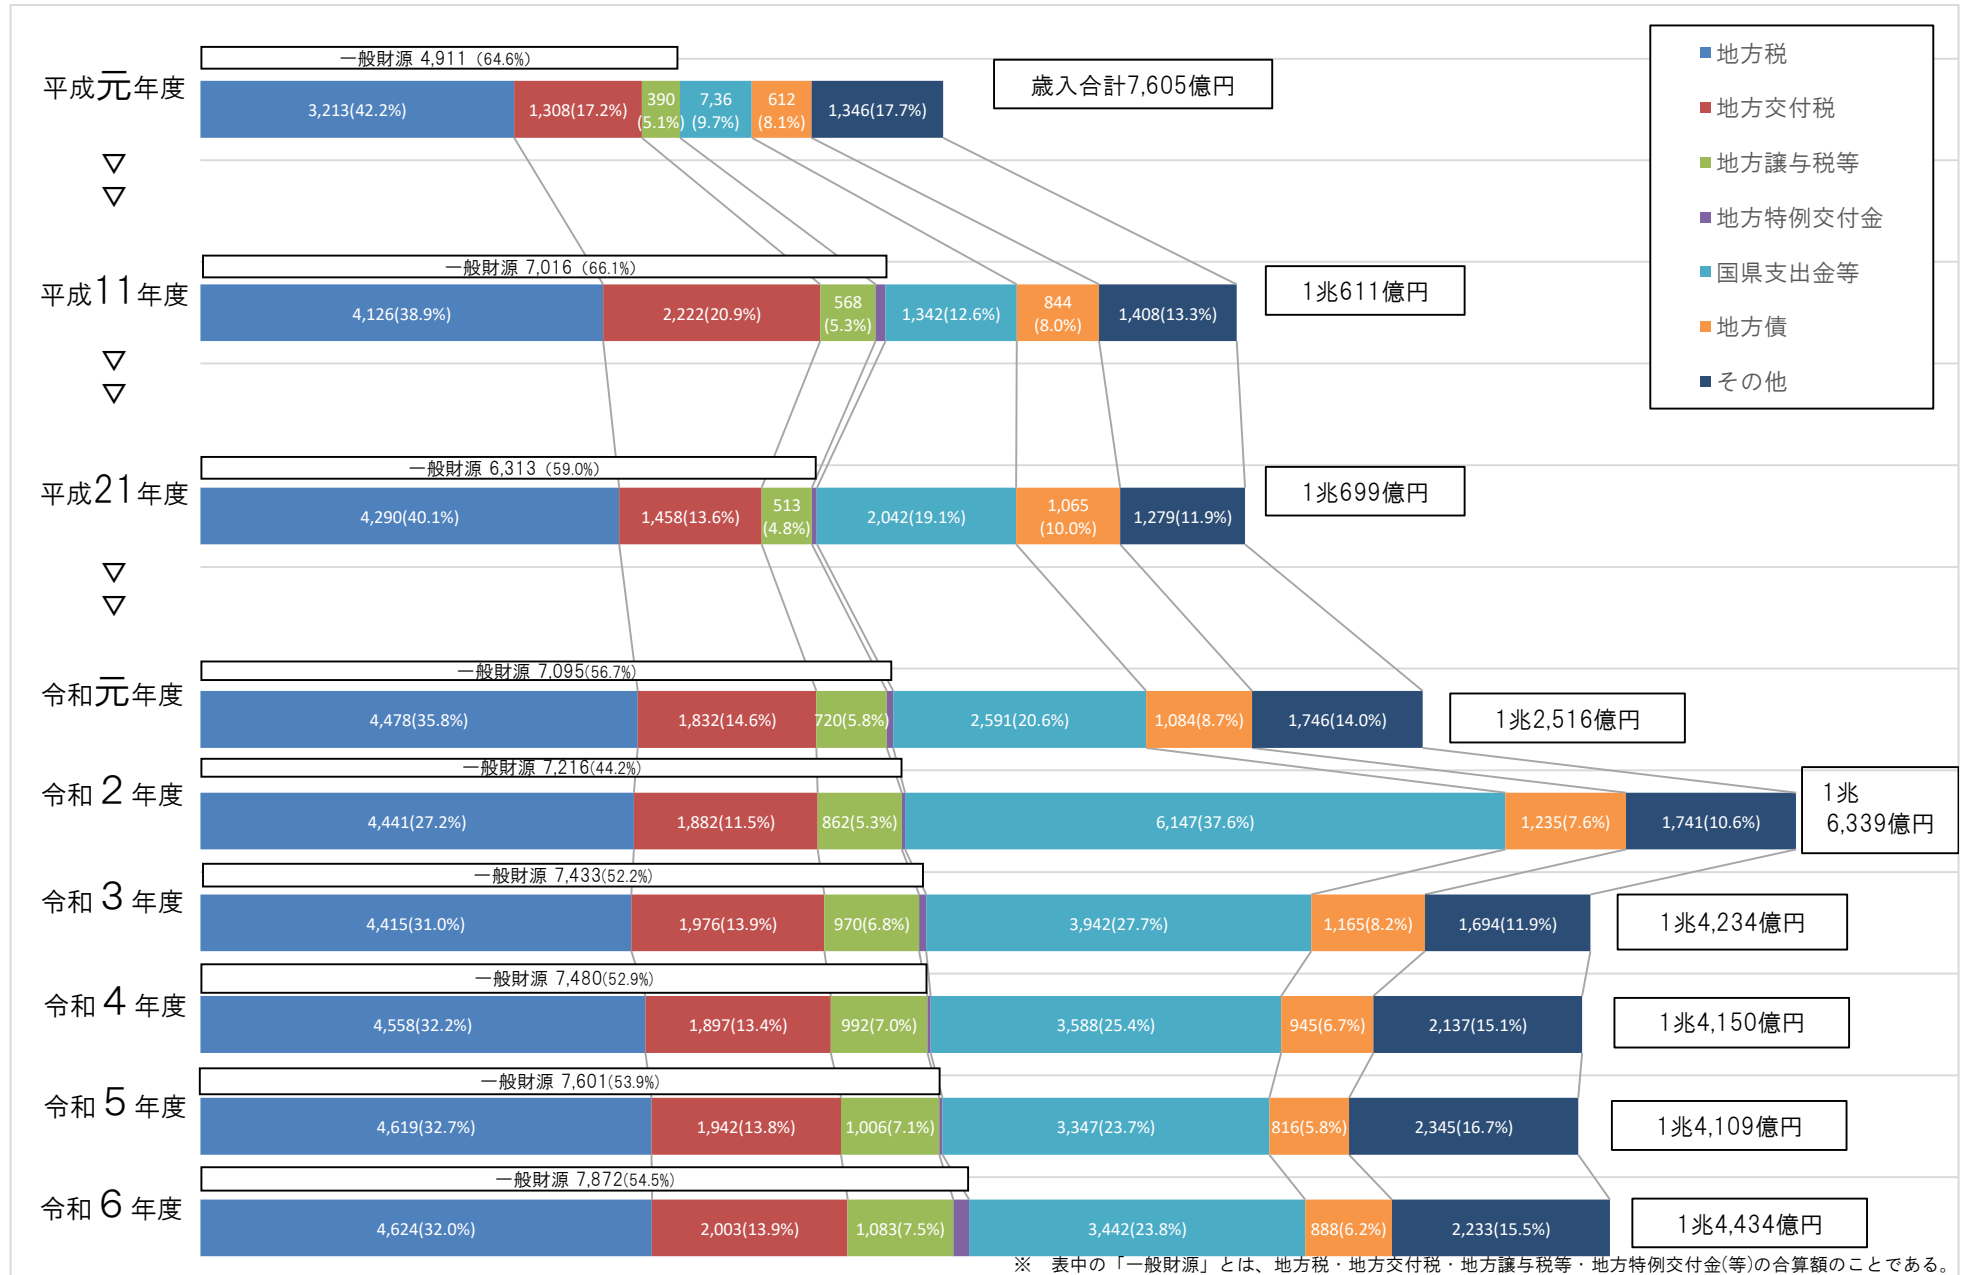 一般財源 4,911（64.6%）
平成元年度
3,213(42.2%)
1,308(17.2%)
390
(5.1%)
7,36
(9.7%)
612
(8.1%)
1,346(17.7%)
歳入合計7,605億円
地方税
地方交付税
地方譲与税等
地方特例交付金
国県支出金等
地方債
その他
▽
▽
一般財源 7,016（66.1%）
平成11年度
4,126(38.9%)
2,222(20.9%)
568
(5.3%)
1,342(12.6%)
844
(8.0%)
1,408(13.3%)
1兆611億円
▽
▽
一般財源 6,313（59.0%）
平成21年度
4,290(40.1%)
1,458(13.6%)
513
(4.8%)
2,042(19.1%)
1,065
(10.0%)
1,279(11.9%)
1兆699億円
▽
▽
一般財源 7,095(56.7%)
令和元年度
4,478(35.8%)
1,832(14.6%)
720(5.8%)
2,591(20.6%)
1,084(8.7%)
1,746(14.0%)
1兆2,516億円
一般財源 7,216(44.2%)
令和２年度
4,441(27.2%)
1,882(11.5%)
862(5.3%)
6,147(37.6%)
1,235(7.6%)
1,741(10.6%)
1兆
6,339億円
一般財源 7,433(52.2%)
令和３年度
4,415(31.0%)
1,976(13.9%)
970(6.8%)
3,942(27.7%)
1,165(8.2%)
1,694(11.9%)
1兆4,234億円
一般財源 7,480(52.9%)
令和４年度
4,558(32.2%)
1,897(13.4%)
992(7.0%)
3,588(25.4%)
945(6.7%)
2,137(15.1%)
1兆4,150億円
一般財源 7,601(53.9%)
令和５年度
4,619(32.7%)
1,942(13.8%)
1,006(7.1%)
3,347(23.7%)
816(5.8%)
2,345(16.7%)
1兆4,109億円
一般財源 7,872(54.5%)
令和６年度
4,624(32.0%)
2,003(13.9%)
1,083(7.5%)
3,442(23.8%)
888(6.2%)
2,233(15.5%)
1兆4,434億円
※　表中の「一般財源」とは、地方税・地方交付税・地方譲与税等・地方特例交付金(等)の合算額のことである。